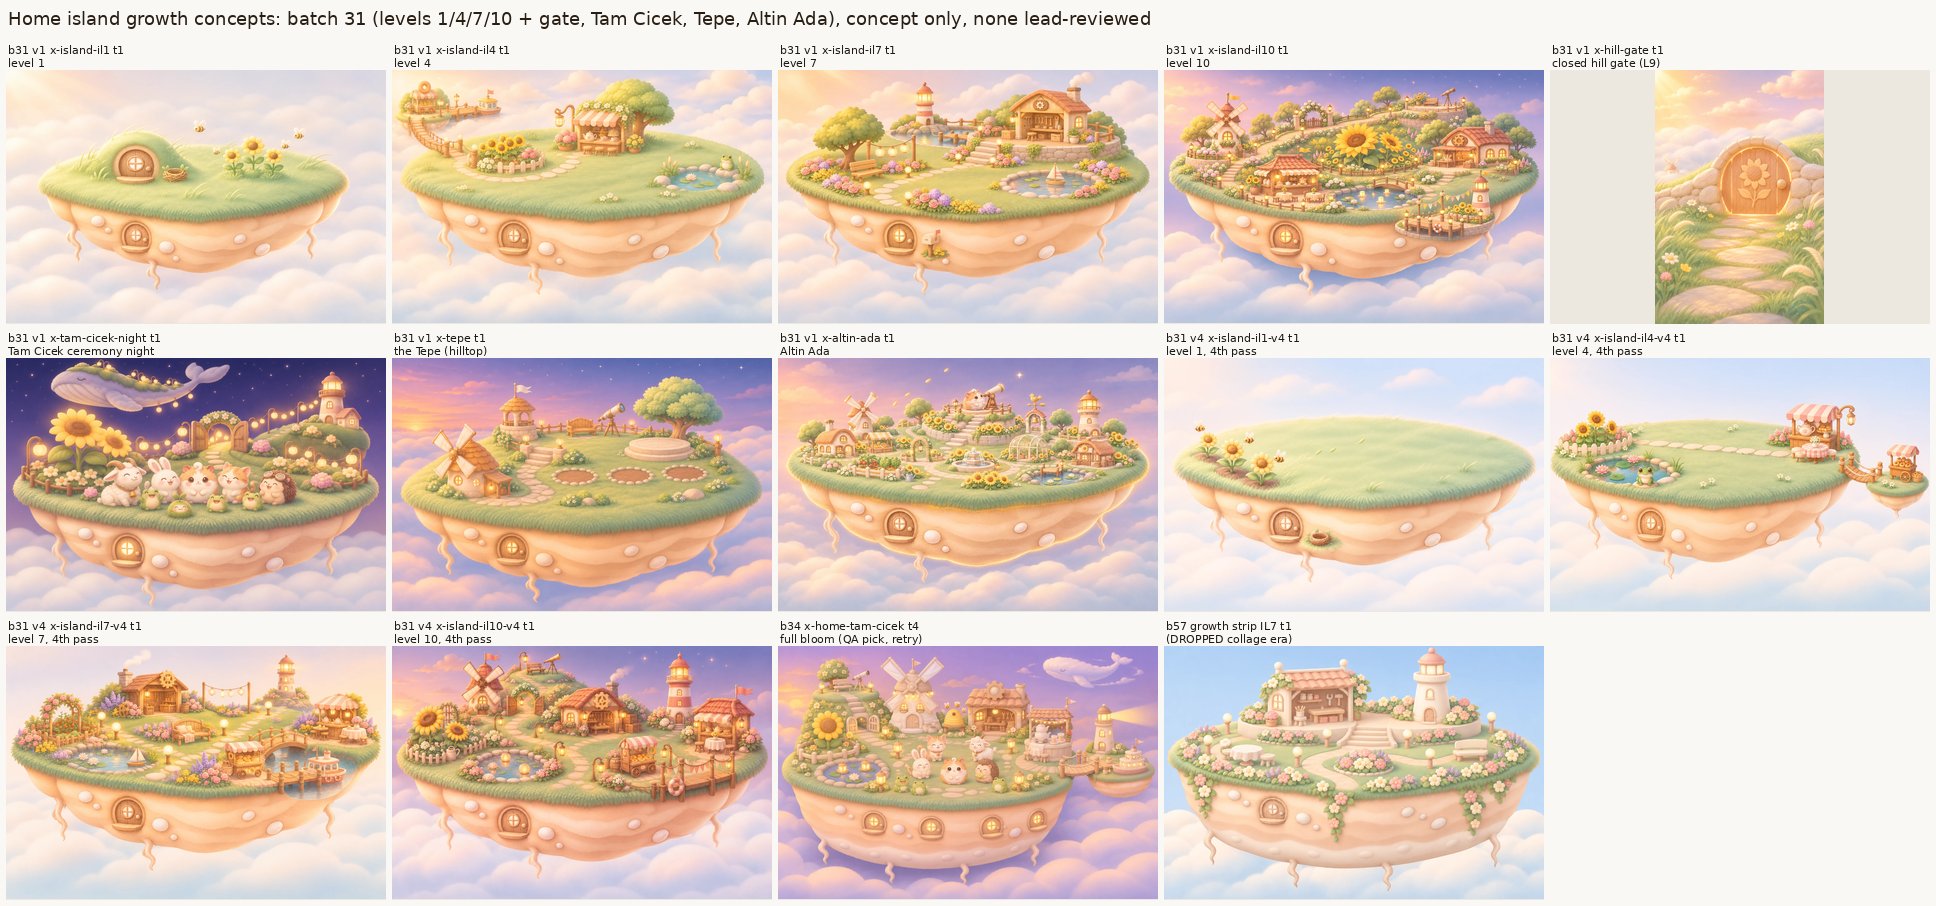 Home island growth concepts: batch 31 (levels 1/4/7/10 + gate, Tam Cicek, Tepe, Altin Ada), concept only, none lead-reviewed
b31 v1 x-island-il1 t1
level 1
b31 v1 x-island-il4 t1
level 4
b31 v1 x-island-il7 t1
level 7
b31 v1 x-island-il10 t1
level 10
b31 v1 x-hill-gate t1
closed hill gate (L9)
b31 v1 x-tam-cicek-night t1
Tam Cicek ceremony night
b31 v1 x-tepe t1
the Tepe (hilltop)
b31 v1 x-altin-ada t1
Altin Ada
b31 v4 x-island-il1-v4 t1
level 1, 4th pass
b31 v4 x-island-il4-v4 t1
level 4, 4th pass
b31 v4 x-island-il7-v4 t1
level 7, 4th pass
b31 v4 x-island-il10-v4 t1
level 10, 4th pass
b34 x-home-tam-cicek t4
full bloom (QA pick, retry)
b57 growth strip IL7 t1
(DROPPED collage era)